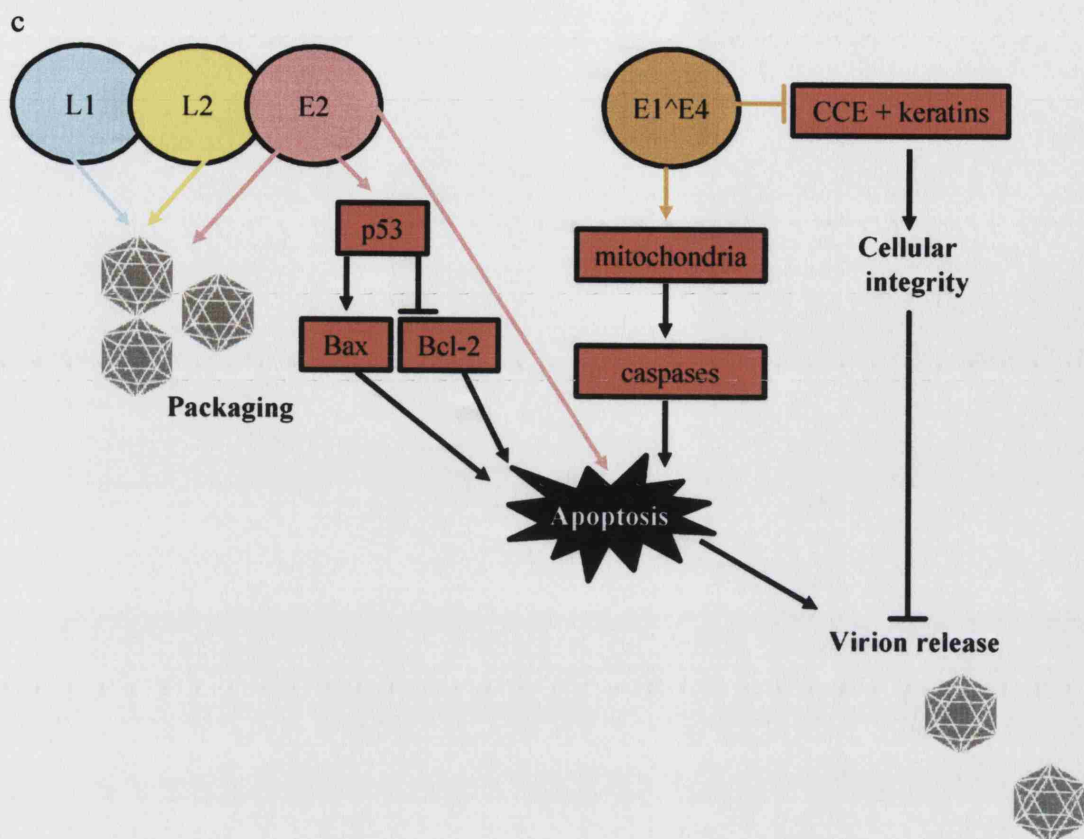 c
L1
L2
E2
E1^E4
CCE + keratins
p53
mitochondria
Cellular
integrity
Bax
Bcl-2
caspases
Packaging
Apoptosis
Virion release